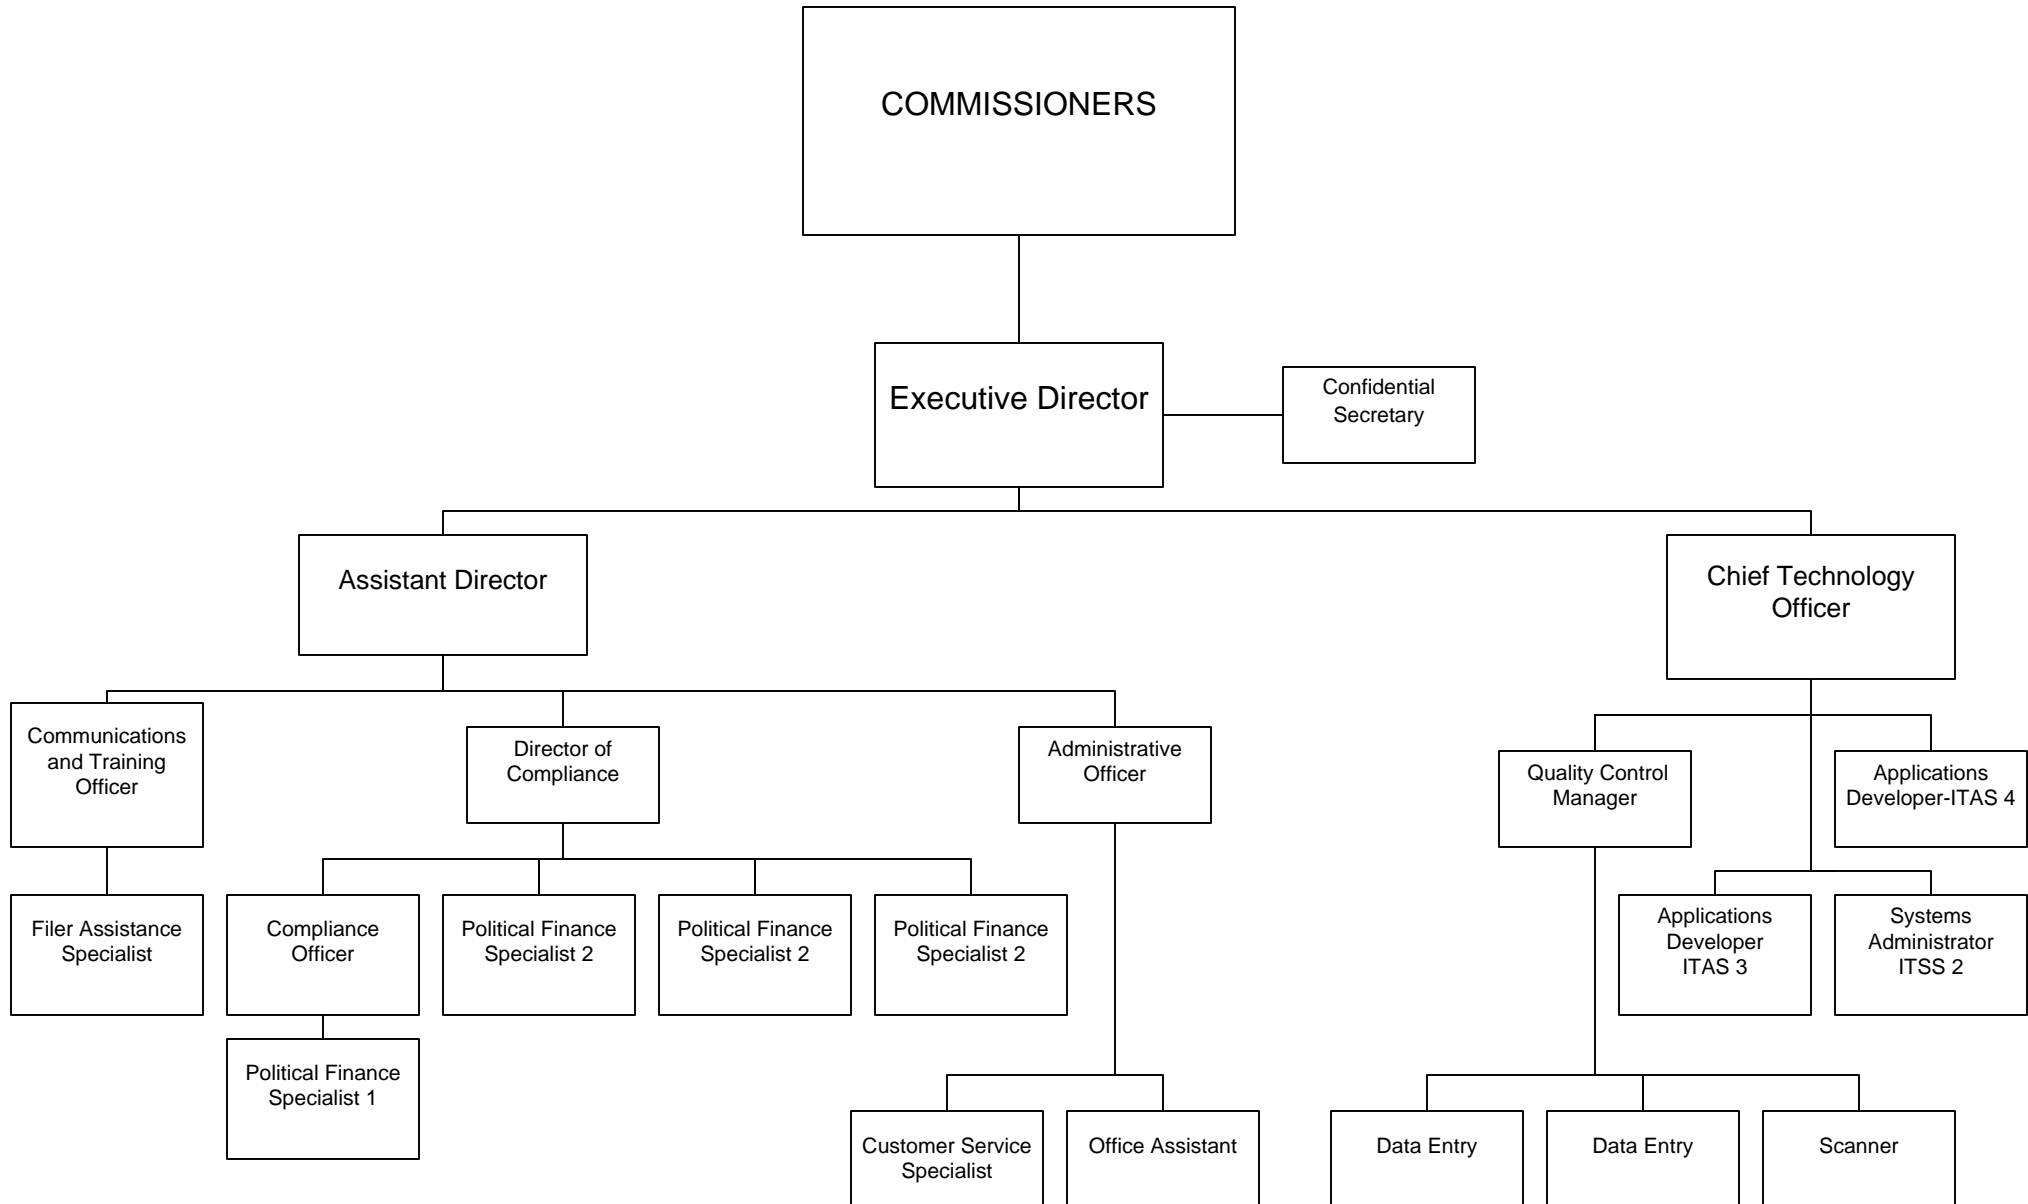 COMMISSIONERS
Executive Director
Confidential
Secretary
Assistant Director
Chief Technology
Officer
Communications
and Training
Officer
Director of
Compliance
Administrative
Officer
Quality Control
Manager
Applications
Developer-ITAS 4
Filer Assistance
Specialist
Compliance
Officer
Political Finance
Specialist 2
Political Finance
Specialist 2
Political Finance
Specialist 2
Applications
Developer
ITAS 3
Systems
Administrator
ITSS 2
Political Finance
Specialist 1
Customer Service
Specialist
Office Assistant
Data Entry
Data Entry
Scanner